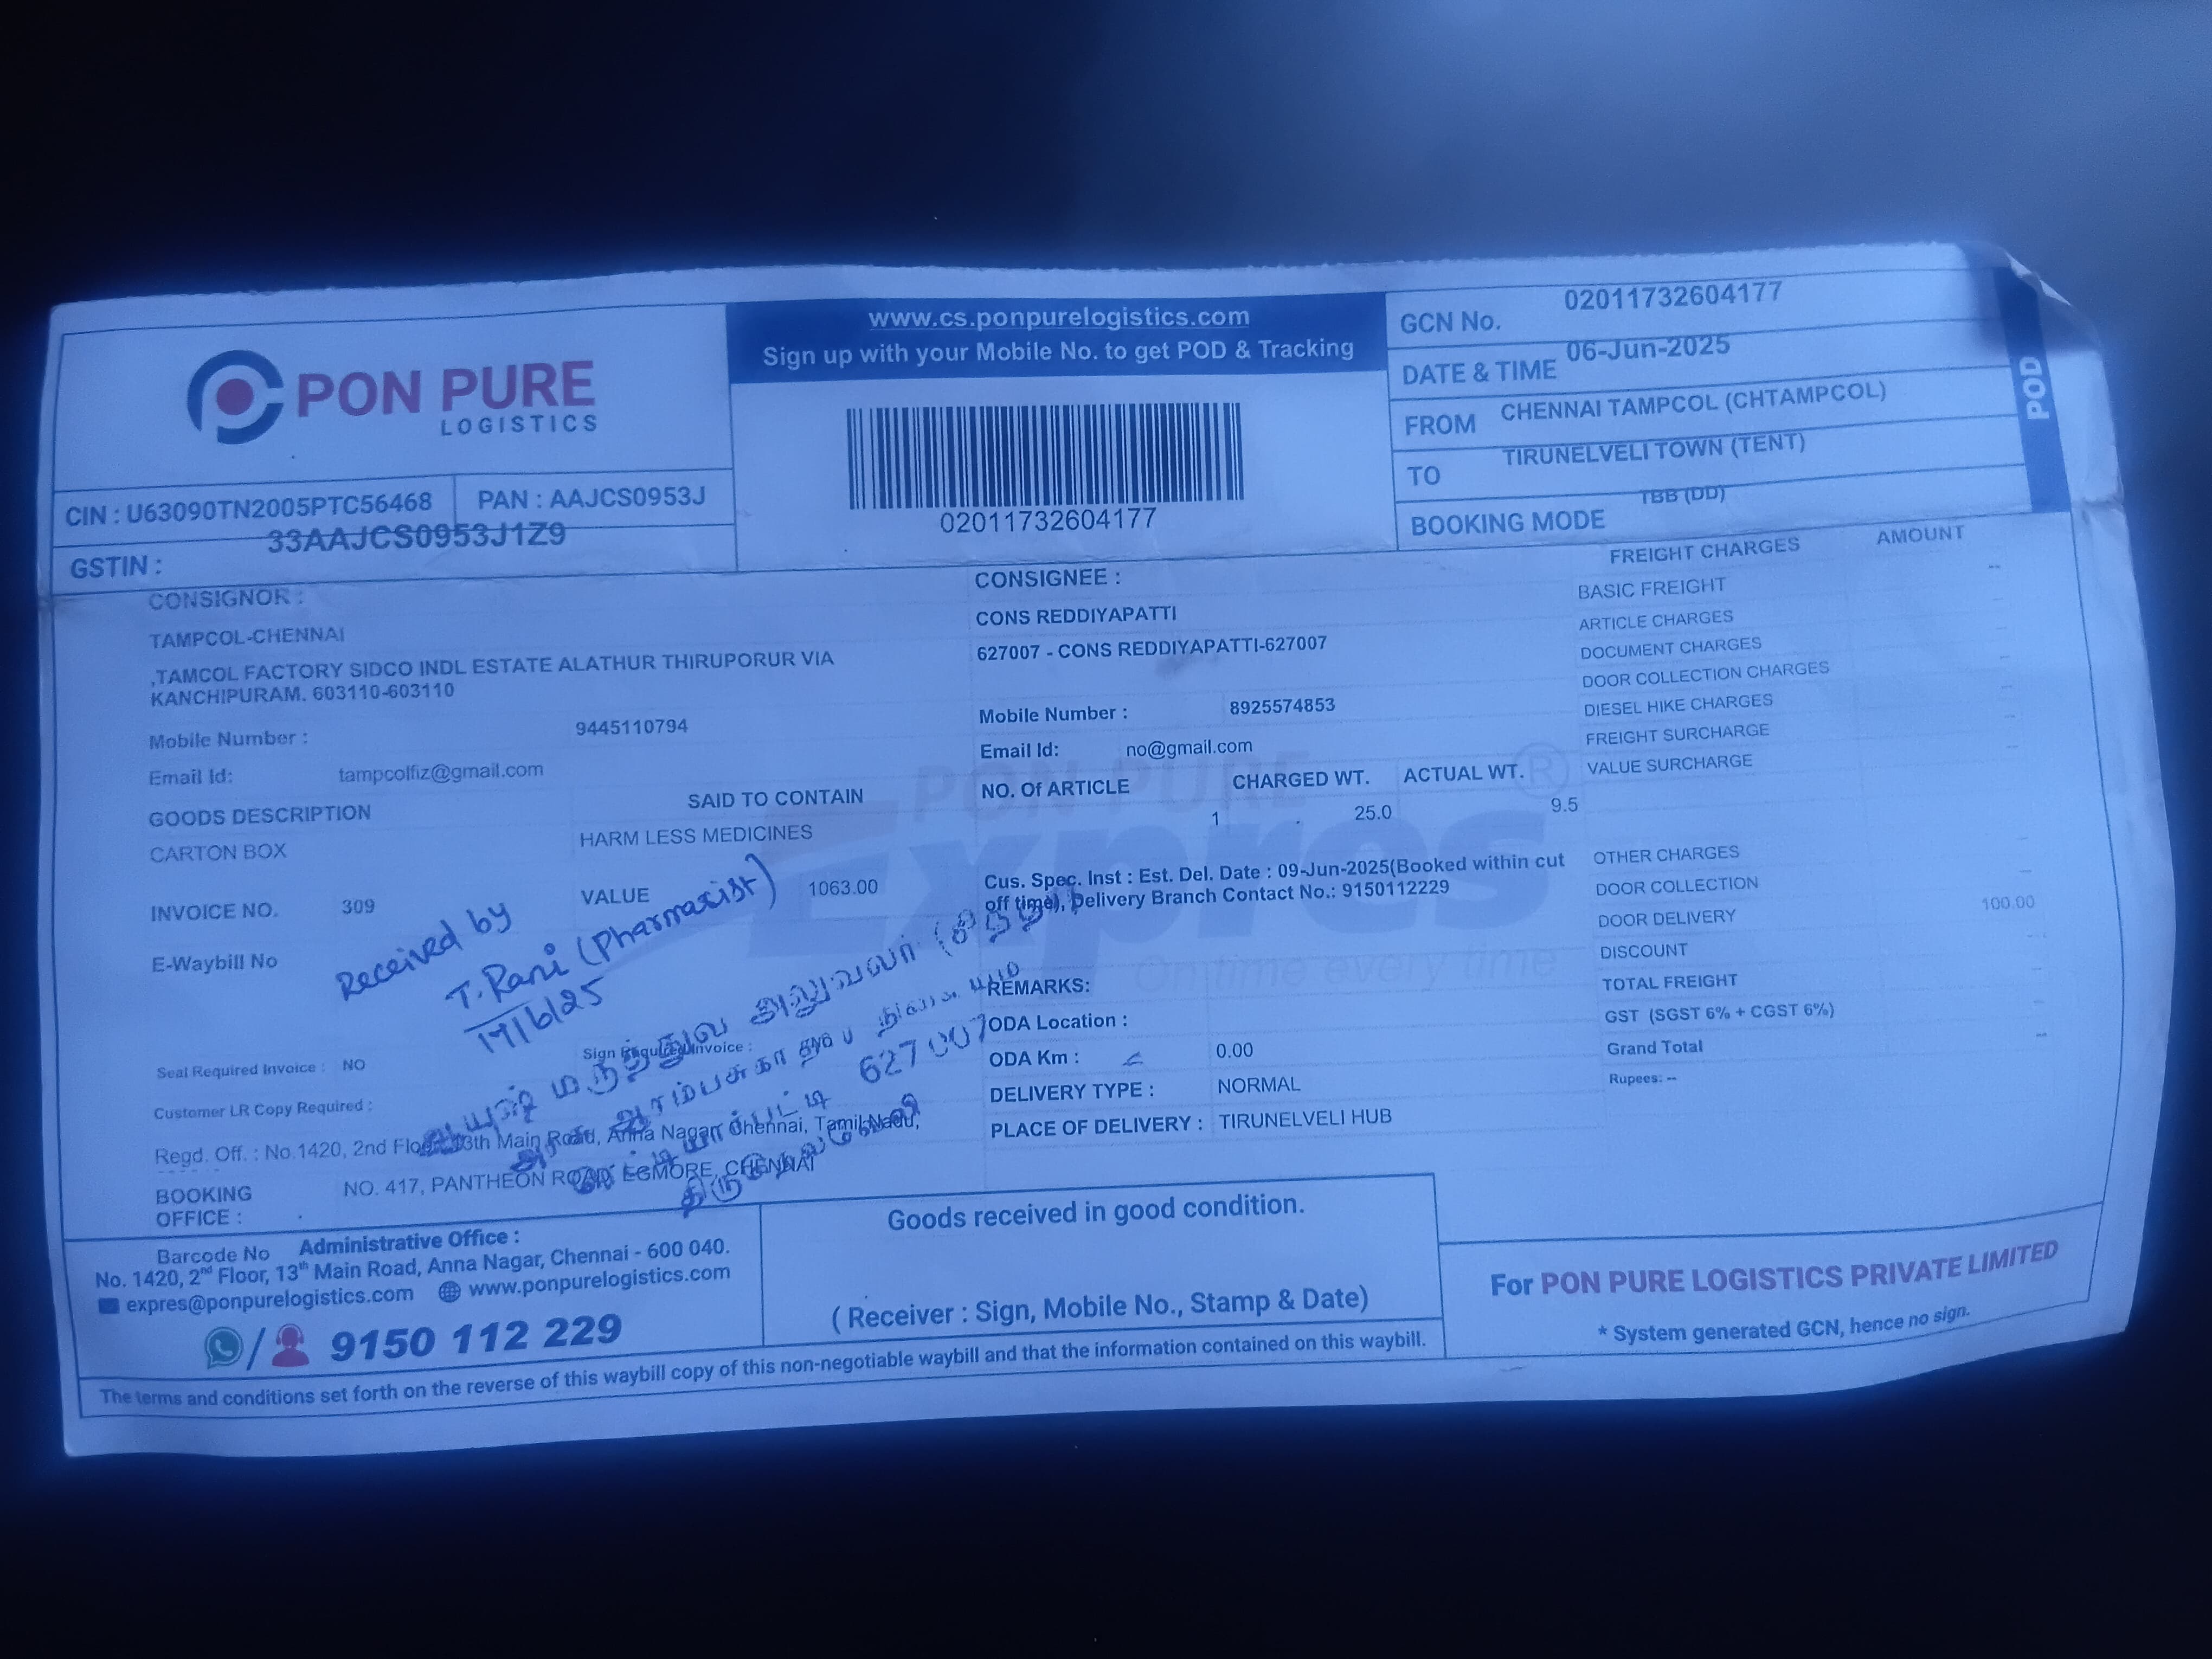 PON PURE
LOGISTICS
CIN : U63090TN2005PTC56468
PAN : AAJCS0953J
GSTIN : 33AAJCS0953J1Z9
www.cs.ponpurelogistics.com
Sign up with your Mobile No. to get POD & Tracking
02011732604177
GCN No. 02011732604177
DATE & TIME 06-Jun-2025
FROM CHENNAI TAMPCOL (CHTAMPCOL)
TO TIRUNELVELI TOWN (TENT)
BOOKING MODE TBB (DD)
POD
CONSIGNOR :
TAMPCOL-CHENNAI
,TAMCOL FACTORY SIDCO INDL ESTATE ALATHUR THIRUPORUR VIA
KANCHIPURAM. 603110-603110
Mobile Number : 9445110794
Email Id: tampcolfiz@gmail.com
GOODS DESCRIPTION SAID TO CONTAIN
CARTON BOX HARM LESS MEDICINES
INVOICE NO. 309 VALUE 1063.00
E-Waybill No
Received by
T. Rani (Pharmacist)
Seal Required Invoice : NO
Sign Required Invoice :
Customer LR Copy Required :
மருத்துவ அலுவலர்
627007
Regd. Off. : No.1420, 2nd Floor, 13th Main Road, Anna Nagar, Chennai, Tamil Nadu,
BOOKING OFFICE : NO. 417, PANTHEON ROAD, EGMORE, CHENNAI
CONSIGNEE :
CONS REDDIYAPATTI
627007 - CONS REDDIYAPATTI-627007
Mobile Number : 8925574853
Email Id: no@gmail.com
NO. Of ARTICLE CHARGED WT. ACTUAL WT.
1 25.0 9.5
PON PURE
Expres®
On time every time
Cus. Spec. Inst : Est. Del. Date : 09-Jun-2025(Booked within cut
off time), Delivery Branch Contact No.: 9150112229
REMARKS:
ODA Location :
ODA Km : 0.00
DELIVERY TYPE : NORMAL
PLACE OF DELIVERY : TIRUNELVELI HUB
FREIGHT CHARGES AMOUNT
BASIC FREIGHT --
ARTICLE CHARGES
DOCUMENT CHARGES
DOOR COLLECTION CHARGES
DIESEL HIKE CHARGES
FREIGHT SURCHARGE
VALUE SURCHARGE
OTHER CHARGES
DOOR COLLECTION
DOOR DELIVERY 100.00
DISCOUNT
TOTAL FREIGHT
GST (SGST 6% + CGST 6%)
Grand Total --
Rupees: --
Barcode No Administrative Office :
No. 1420, 2nd Floor, 13th Main Road, Anna Nagar, Chennai - 600 040.
expres@ponpurelogistics.com www.ponpurelogistics.com
/ 9150 112 229
Goods received in good condition.
( Receiver : Sign, Mobile No., Stamp & Date)
For PON PURE LOGISTICS PRIVATE LIMITED
* System generated GCN, hence no sign.
The terms and conditions set forth on the reverse of this waybill copy of this non-negotiable waybill and that the information contained on this waybill.